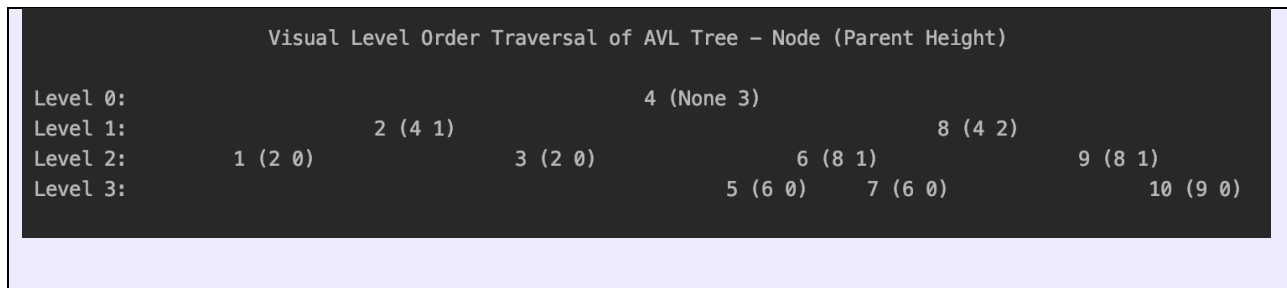 Visual Level Order Traversal of AVL Tree – Node (Parent Height)
Level 0: 4 (None 3)
Level 1: 2 (4 1) 8 (4 2)
Level 2: 1 (2 0) 3 (2 0) 6 (8 1) 9 (8 1)
Level 3: 5 (6 0) 7 (6 0) 10 (9 0)